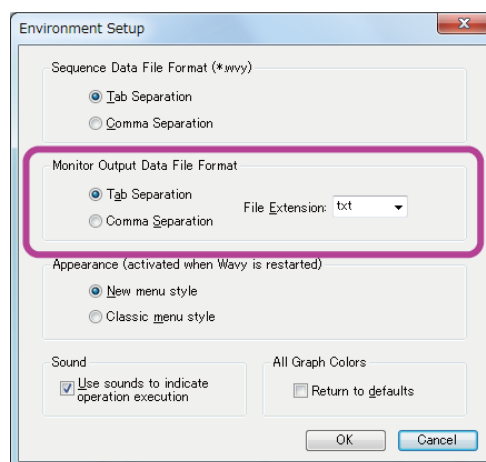 Environment Setup
Sequence Data File Format (*.wvy)
Tab Separation
Comma Separation
Monitor Output Data File Format
Tab Separation
File Extension: txt
Comma Separation
Appearance (activated when Wavy is restarted)
New menu style
Classic menu style
Sound
Use sounds to indicate
operation execution
All Graph Colors
Return to defaults
OK
Cancel